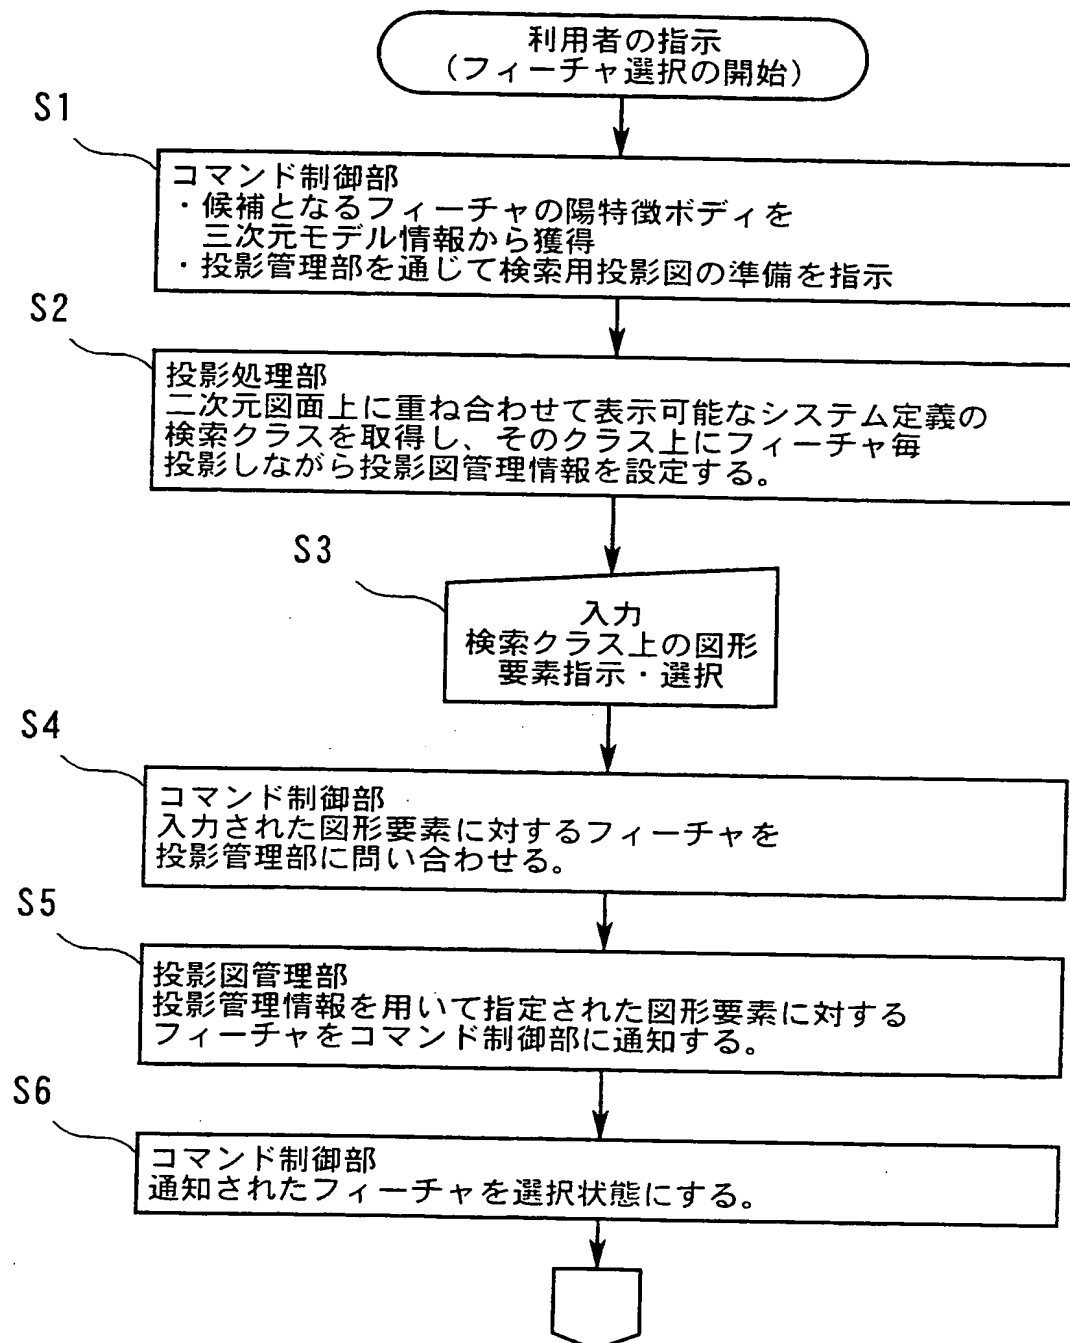 利用者の指示
(フィーチャ選択の開始)
S1
コマンド制御部
・候補となるフィーチャの陽特徴ボディを
三次元モデル情報から獲得
・投影管理部を通じて検索用投影図の準備を指示
S2
投影処理部
二次元図面上に重ね合わせて表示可能なシステム定義の
検索クラスを取得し、そのクラス上にフィーチャ毎
投影しながら投影図管理情報を設定する。
S3
入力
検索クラス上の図形
要素指示・選択
S4
コマンド制御部
入力された図形要素に対するフィーチャを
投影管理部に問い合わせる。
S5
投影図管理部
投影管理情報を用いて指定された図形要素に対する
フィーチャをコマンド制御部に通知する。
S6
コマンド制御部
通知されたフィーチャを選択状態にする。